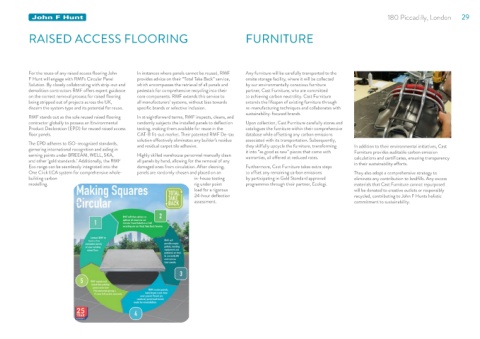 John F Hunt
180 Piccadilly, London 29
RAISED ACCESS FLOORING
For the reuse of any raised access flooring John
F Hunt will engage with RMF's Circular Panel
Solution. By closely collaborating with strip out and
demolition contractors RMF offers expert guidance
on the correct removal process for raised flooring
being stripped out of projects across the UK,
RMF stands out as the sole raised raised flooring
contractor globally to possess an Environmental
Product Declaration (EPD) for reused raised access
floor panels.
The EPD adheres to ISO-recognised standards,
garnering international recognition and aiding in
earning points under BREEAM, WELL, SKA,
and other gold standards. Additionally, the RMF
Eco range can be seamlessly integrated into the
One Click LCA system for comprehensive whole-
building carbon
modelling.
In instances where panels cannot be reused, RMF
provides advice on their "Total Take Back" service,
which encompasses the removal of all panels and
pedestals for comprehensive recycling into their
core components. RMF extends this service to
all manufacturers' systems, without bias towards
specific brands or selective inclusion.
In straightforward terms, RMF inspects, cleans, and
randomly subjects the installed panels to deflection
testing, making them available for reuse in the
CAT-B fit-out market. Their patented RMF De-tac
solution effectively eliminates any builder's residue
and residual carpet tile adhesive.
Highly skilled warehouse personnel manually clean
all panels by hand, allowing for the removal of any
damaged ones from circulation. After cleaning,
panels are randomly chosen and placed on an
in-house testing
rig under point
load for a rigorous
24-hour deflection
assessment.
Making Squares
Circular
TOTAL
TAKE
BACK
1
2
3
4
5
25
FURNITURE
Any furniture will be carefully transported to the
onsite storage facility, where it will be collected
by our environmentally conscious furniture
partner, Cast Furniture, who are committed
to achieving carbon neutrality. Cast Furniture
extends the lifespan of existing furniture through
re-manufacturing techniques and collaborates with
sustainability-focused brands.
Upon collection, Cast Furniture carefully stores and
catalogues the furniture within their comprehensive
database while offsetting any carbon emissions
associated with its transportation. Subsequently,
they skilfully upcycle the furniture, transforming
it into "as good as new" pieces that come with
warranties, all offered at reduced rates.
Furthermore, Cast Furniture takes extra steps
to offset any remaining carbon emissions
by participating in Gold Standard-approved
programmes through their partner, Ecologi.
In addition to their environmental initiatives, Cast
Furniture provides auditable carbon emission
calculations and certificates, ensuring transparency
in their sustainability efforts.
They also adopt a comprehensive strategy to
eliminate any contribution to landfills. Any excess
materials that Cast Furniture cannot repurpose
will be donated to creative outlets or responsibly
recycled, contributing to John F Hunt's holistic
commitment to sustainability.